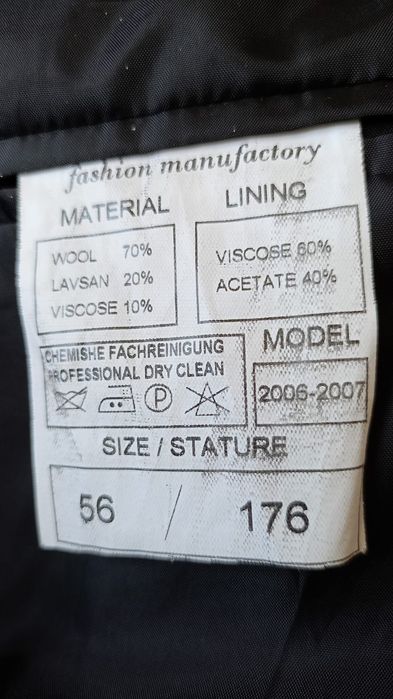 fashion manufactory
MATERIAL
WOOL 70%
LAVSAN 20%
VISCOSE 10%
LINING
VISCOSE 60%
ACETATE 40%
CHEMISHE FACHREINIGUNG
PROFESSIONAL DRY CLEAN
P
MODEL
2006-2007
SIZE / STATURE
56 / 176